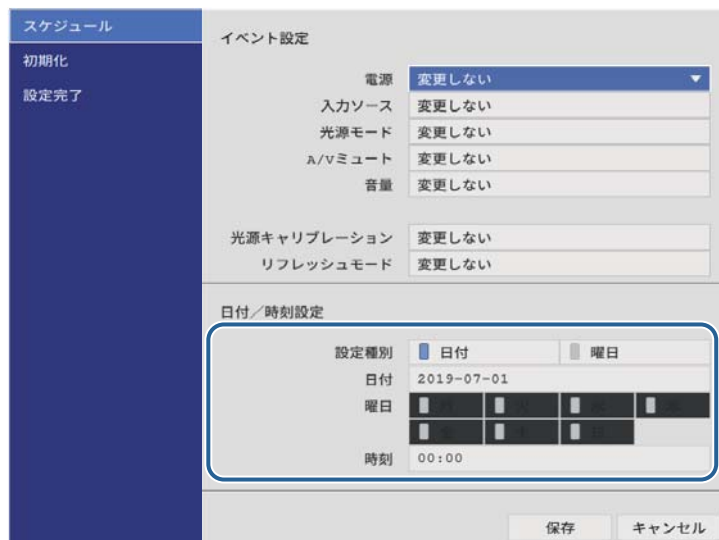 スケジュール
初期化
設定完了
イベント設定
電源 変更しない
入力ソース 変更しない
光源モード 変更しない
A/Vミュート 変更しない
音量 変更しない
光源キャリブレーション 変更しない
リフレッシュモード 変更しない
日付/時刻設定
設定種別 日付 曜日
日付 2019-07-01
曜日
時刻 00:00
保存 キャンセル